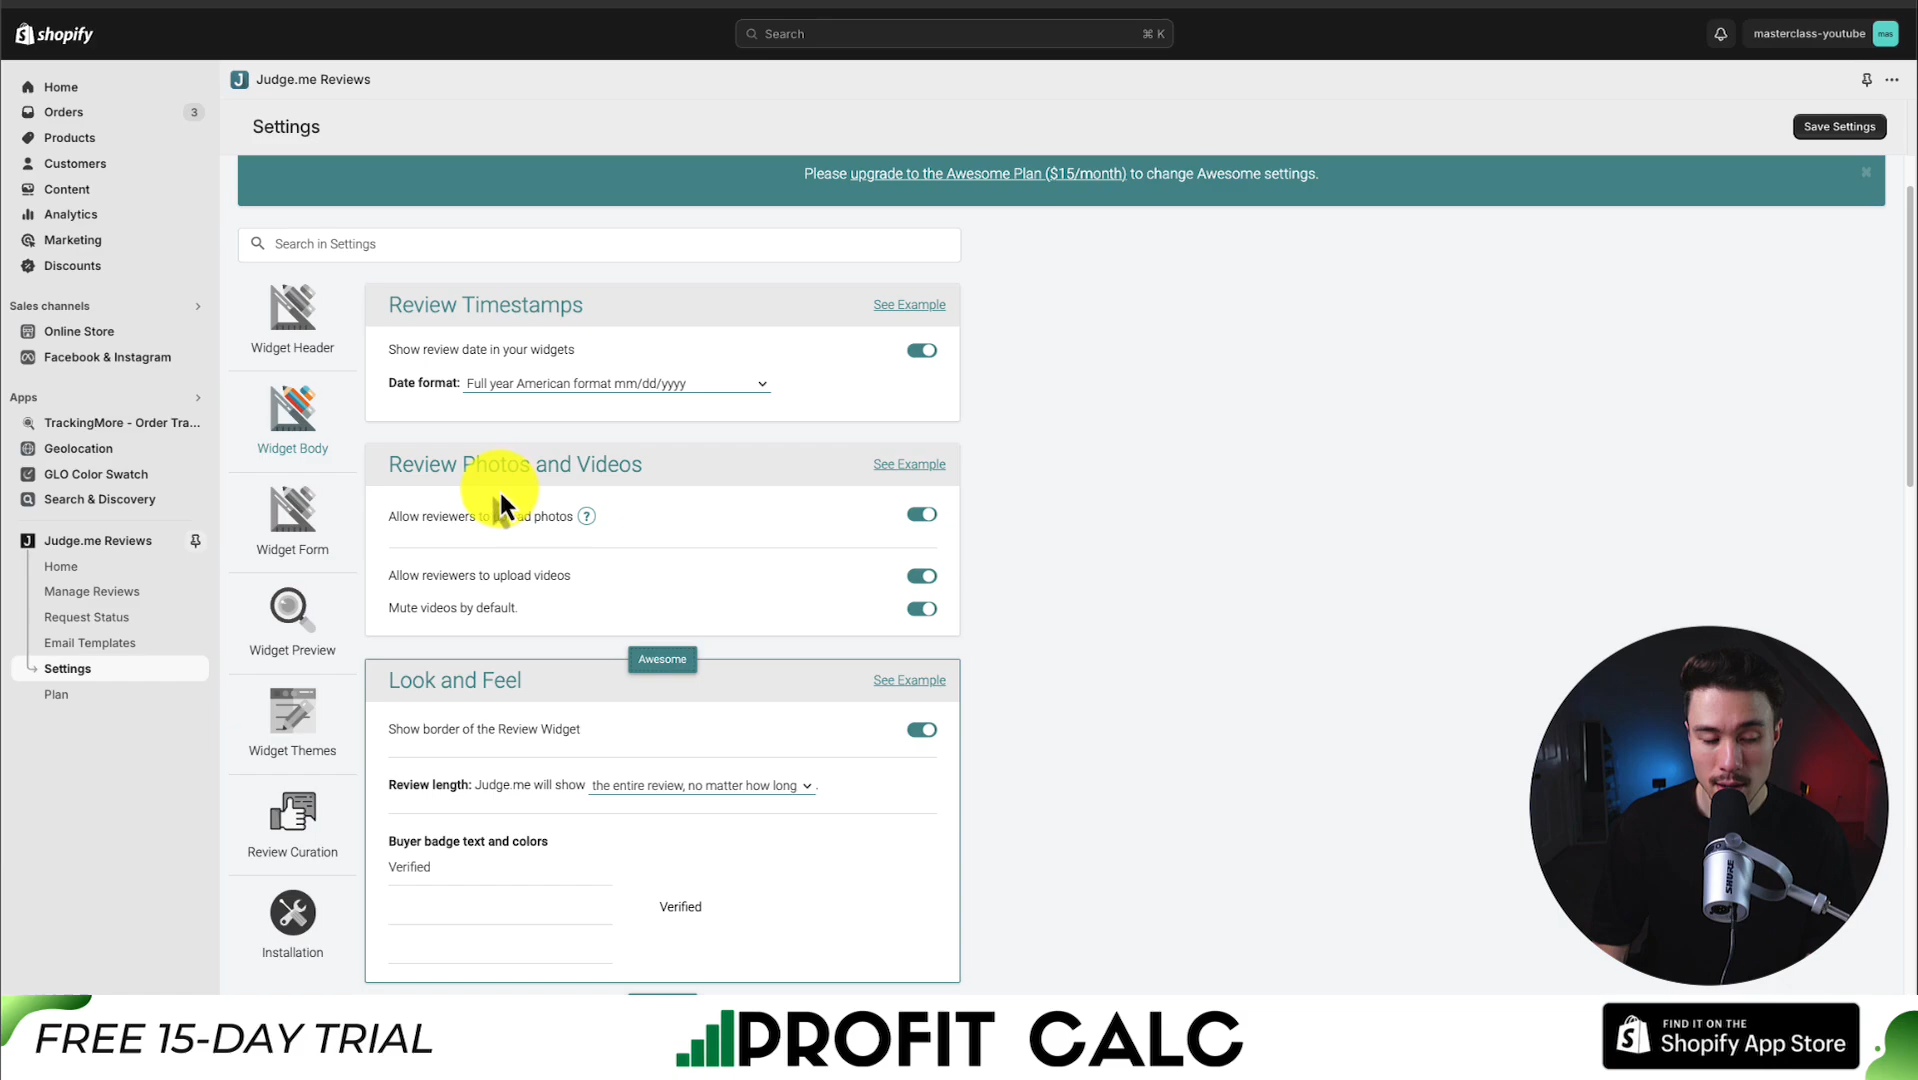 shopify
Search
⌘ K
masterclass-youtube
mas
Home
Orders
3
Products
Customers
Content
Analytics
Marketing
Discounts
Sales channels
Online Store
Facebook & Instagram
Apps
TrackingMore - Order Tra...
Geolocation
GLO Color Swatch
Search & Discovery
J
Judge.me Reviews
Home
Manage Reviews
Request Status
Email Templates
Settings
Plan
J
Judge.me Reviews
Settings
Save Settings
Please upgrade to the Awesome Plan ($15/month) to change Awesome settings.
Search in Settings
Widget Header
Widget Body
Widget Form
Widget Preview
Widget Themes
Review Curation
Installation
Review Timestamps
See Example
Show review date in your widgets
Date format: Full year American format mm/dd/yyyy
Review Photos and Videos
See Example
Allow reviewers to upload photos ?
Allow reviewers to upload videos
Mute videos by default.
Awesome
Look and Feel
See Example
Show border of the Review Widget
Review length: Judge.me will show the entire review, no matter how long .
Buyer badge text and colors
Verified
Verified
SHURE
FREE 15-DAY TRIAL
PROFIT CALC
FIND IT ON THE
Shopify App Store